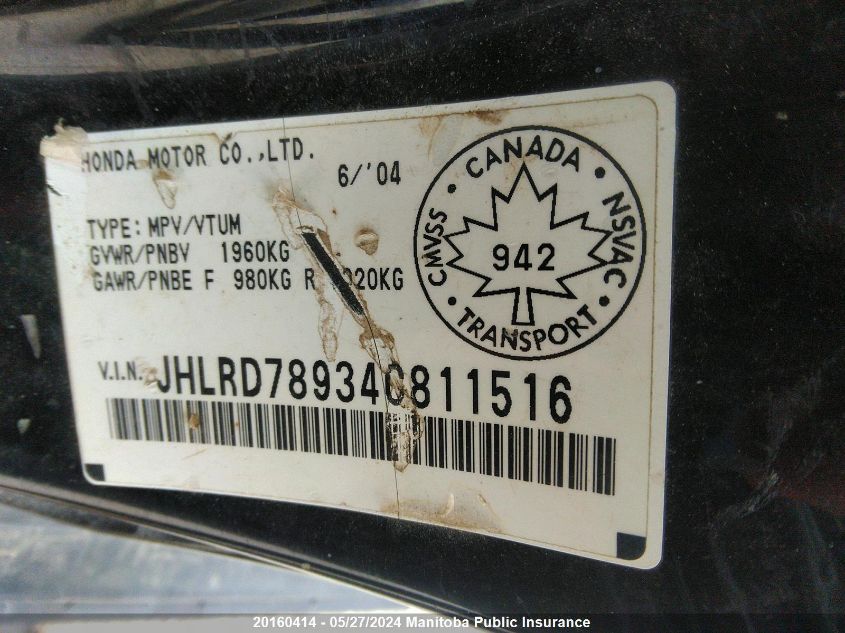 HONDA MOTOR CO.,LTD.
6/'04
TYPE: MPV/VTUM
GVWR/PNBV 1960KG
GAWR/PNBE F 980KG R
V.I.N. JHLRD78934C811516
CANADA
NSVAC
TRANSPORT
CMVSS
942
20160414 - 05/27/2024 Manitoba Public Insurance